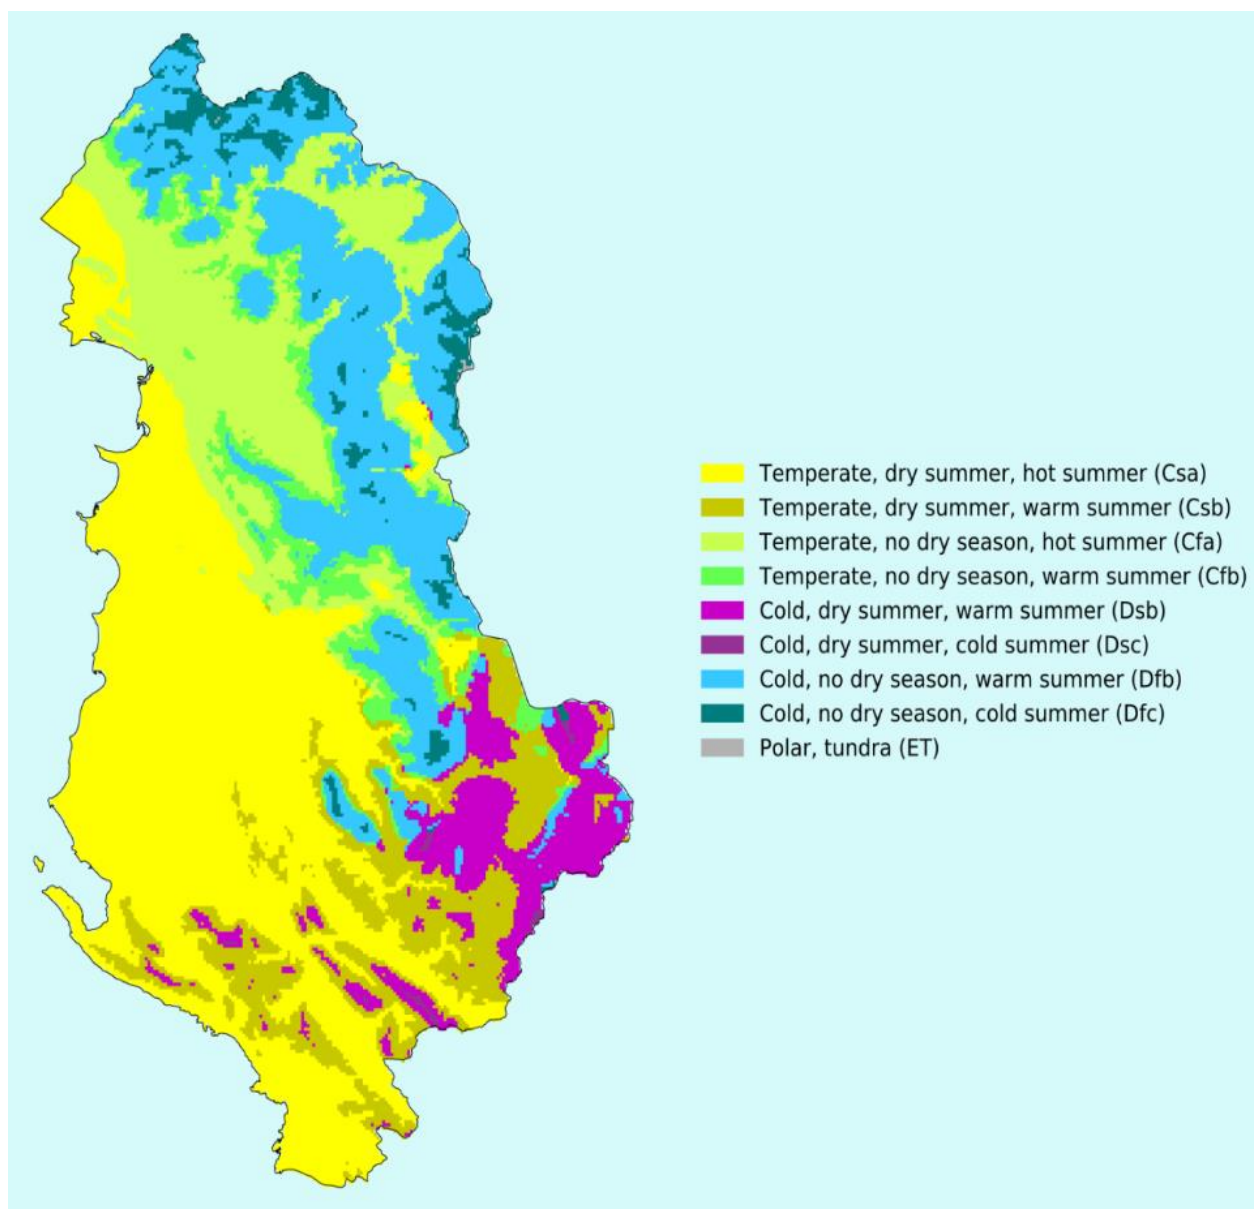 Temperate, dry summer, hot summer (Csa)
Temperate, dry summer, warm summer (Csb)
Temperate, no dry season, hot summer (Cfa)
Temperate, no dry season, warm summer (Cfb)
Cold, dry summer, warm summer (Dsb)
Cold, dry summer, cold summer (Dsc)
Cold, no dry season, warm summer (Dfb)
Cold, no dry season, cold summer (Dfc)
Polar, tundra (ET)